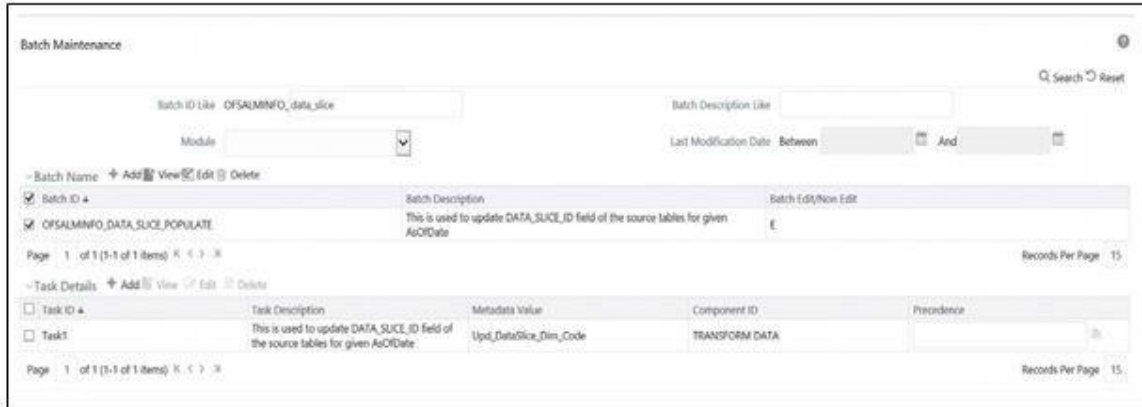 Batch Maintenance
Search Reset
Batch ID Like OFSALMINFO_ data_slice Batch Description Like
Module Last Modification Date Between And
Batch Name Add View Edit Delete
Batch ID Batch Description Batch Edit/Non Edit
OFSALMINFO_DATA_SLICE_POPULATE This is used to update DATA_SLICE_ID field of the source tables for given E
AsOfDate
Page 1 of 1 (1-1 of 1 items) Records Per Page 15
Task Details Add View Edit Delete
Task ID Task Description Metadata Value Component ID Precedence
Task1 This is used to update DATA_SLICE_ID field of Upd_DataSlice_Dim_Code TRANSFORM DATA
the source tables for given AsOfDate
Page 1 of 1 (1-1 of 1 items) Records Per Page 15